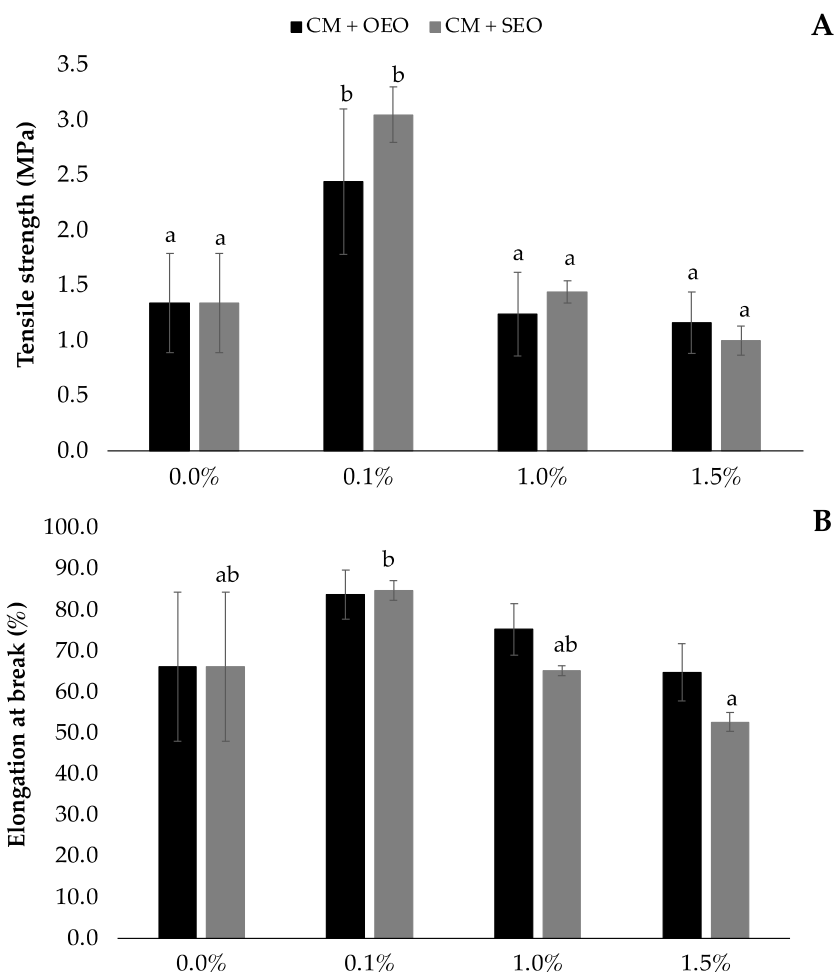 CM + OEO CM + SEO
A
3.5
3.0
2.5
2.0
1.5
1.0
0.5
0.0
Tensile strength (MPa)
a a b b a a a a
0.0% 0.1% 1.0% 1.5%
B
100.0
90.0
80.0
70.0
60.0
50.0
40.0
30.0
20.0
10.0
0.0
Elongation at break (%)
ab b ab a
0.0% 0.1% 1.0% 1.5%